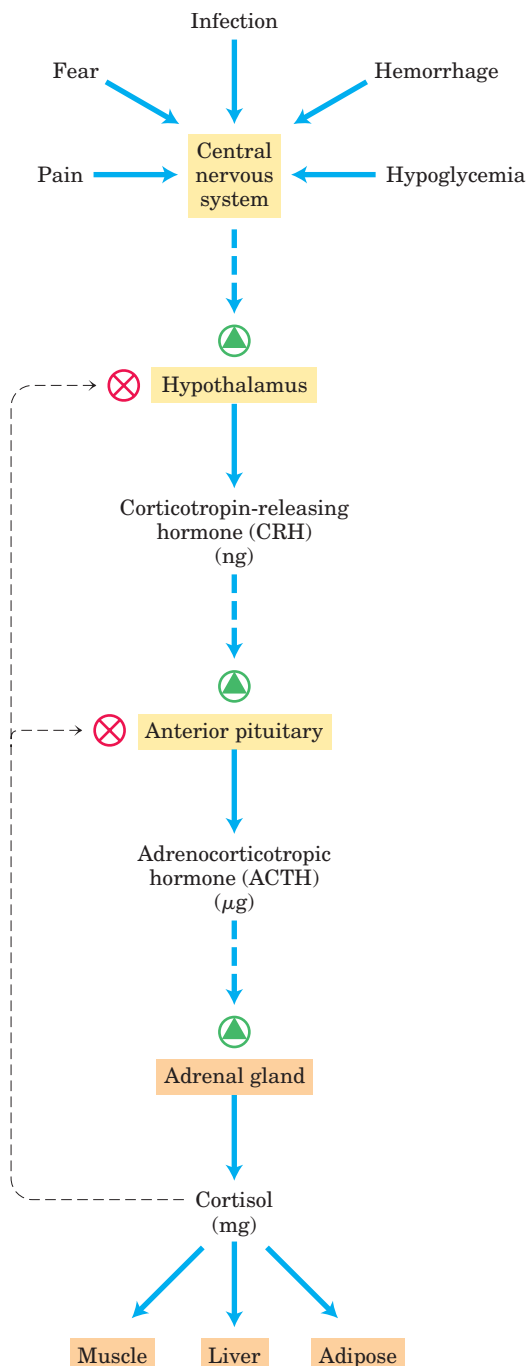 Infection
Fear
Hemorrhage
Pain
Central
nervous
system
Hypoglycemia
Hypothalamus
Corticotropin-releasing
hormone (CRH)
(ng)
Anterior pituitary
Adrenocorticotropic
hormone (ACTH)
(μg)
Adrenal gland
Cortisol
(mg)
Muscle
Liver
Adipose